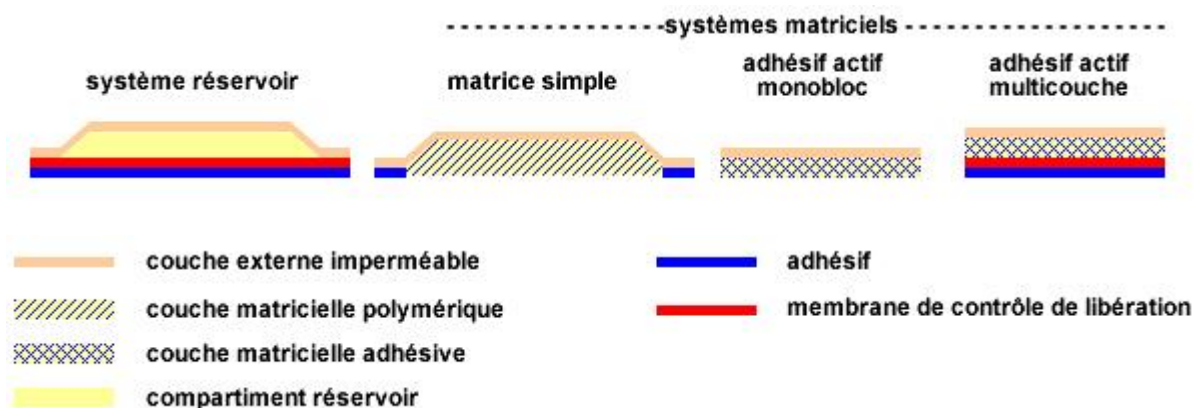 systèmes matriciels
système réservoir
matrice simple
adhésif actif
monobloc
adhésif actif
multicouche
couche externe imperméable
adhésif
couche matricielle polymérique
membrane de contrôle de libération
couche matricielle adhésive
compartiment réservoir